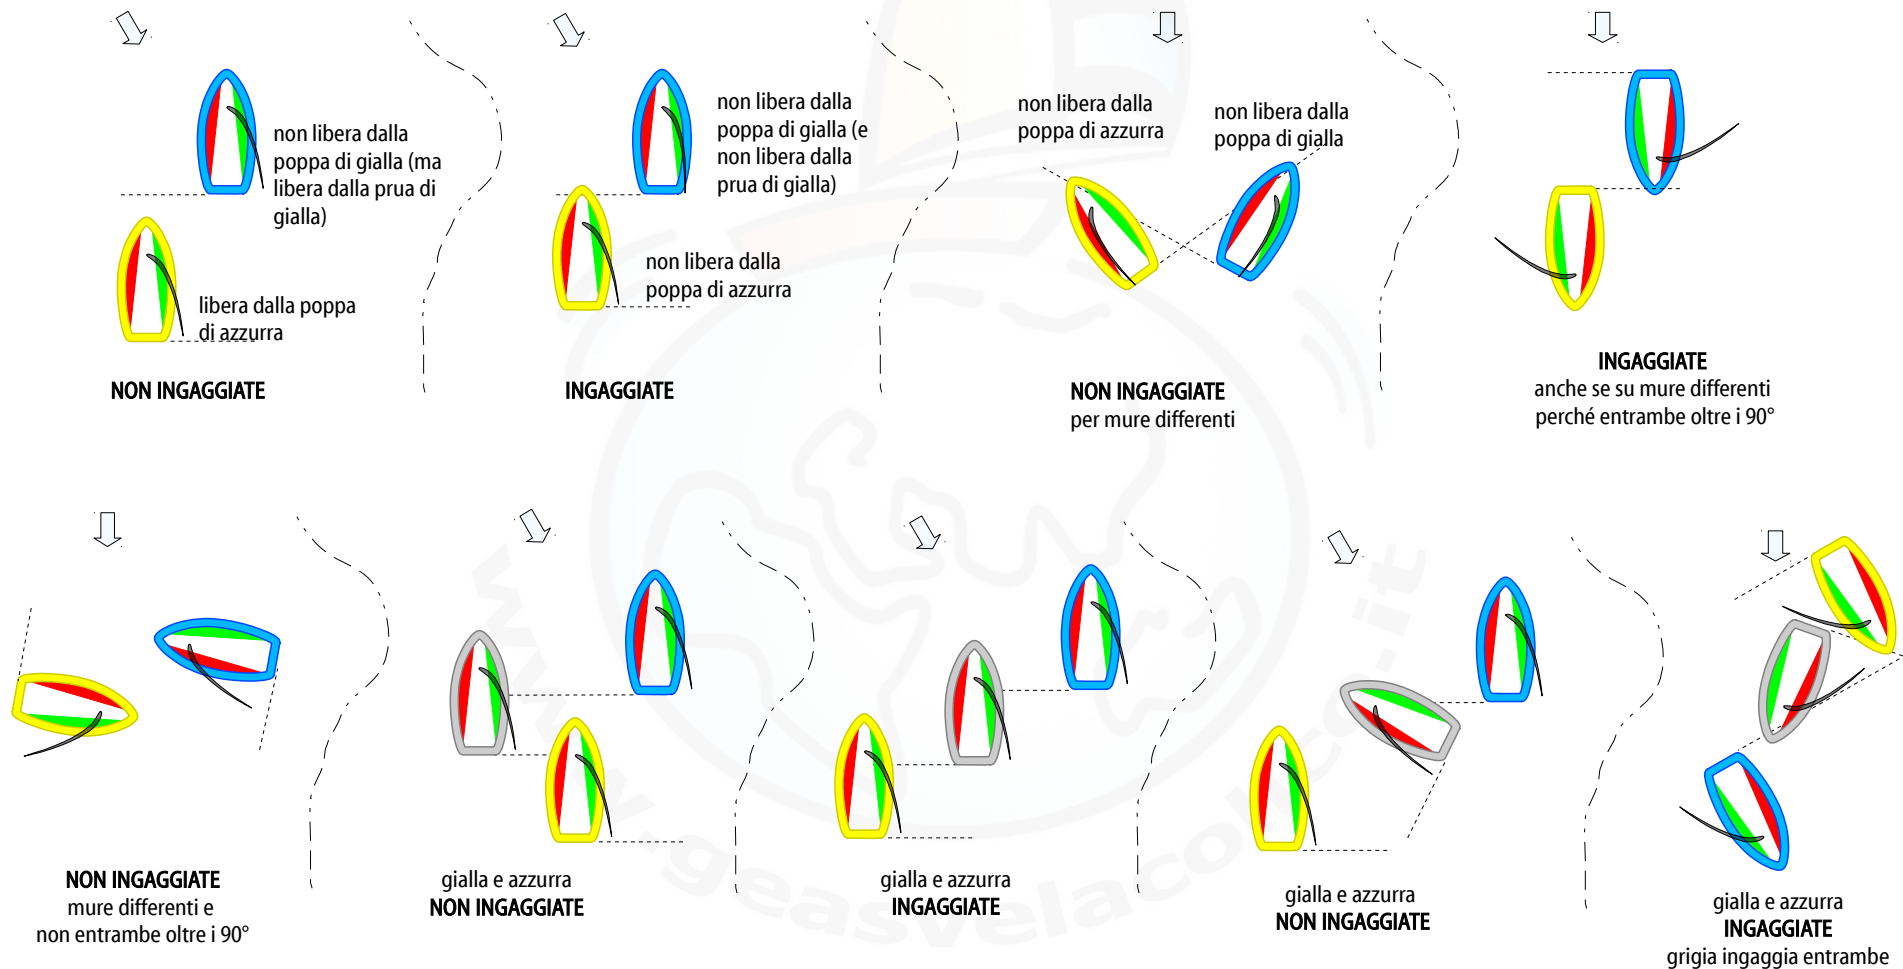 non libera dalla
poppa di gialla (ma
libera dalla prua di
gialla)
libera dalla poppa
di azzurra
NON INGAGGIATE
non libera dalla
poppa di gialla (e
non libera dalla
prua di gialla)
non libera dalla
poppa di azzurra
INGAGGIATE
non libera dalla
poppa di azzurra
non libera dalla
poppa di gialla
NON INGAGGIATE
per mure differenti
INGAGGIATE
anche se su mure differenti
perché entrambe oltre i 90°
NON INGAGGIATE
mure differenti e
non entrambe oltre i 90°
gialla e azzurra
NON INGAGGIATE
gialla e azzurra
INGAGGIATE
gialla e azzurra
NON INGAGGIATE
gialla e azzurra
INGAGGIATE
grigia ingaggia entrambe